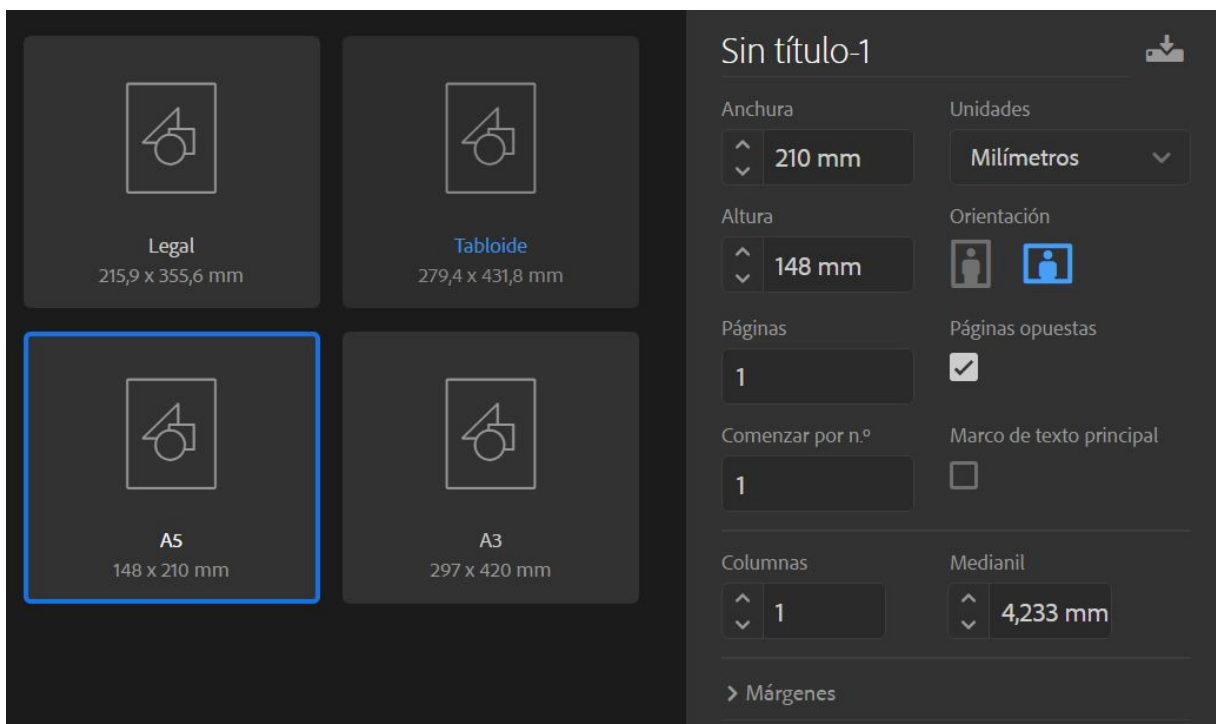 Legal
215,9 x 355,6 mm
Tabloide
279,4 x 431,8 mm
A5
148 x 210 mm
A3
297 x 420 mm
Sin título-1
Anchura
210 mm
Unidades
Milímetros
Altura
148 mm
Orientación
Páginas
1
Páginas opuestas
Comenzar por n.º
1
Marco de texto principal
Columnas
1
Medianil
4,233 mm
Márgenes